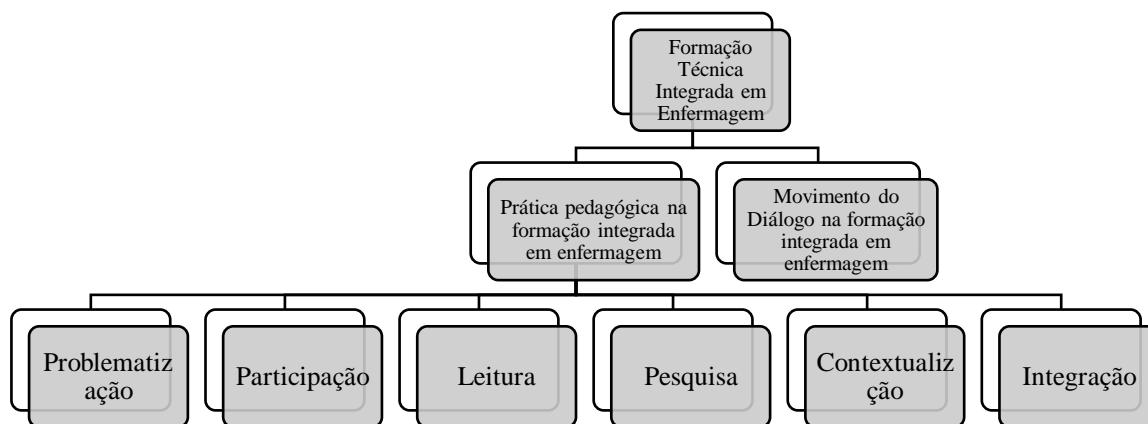 Formação
Técnica
Integrada em
Enfermagem
Prática pedagógica na
formação integrada
em enfermagem
Movimento do
Diálogo na formação
integrada em
enfermagem
Problematiz
ação
Participação
Leitura
Pesquisa
Contextualiz
ção
Integração